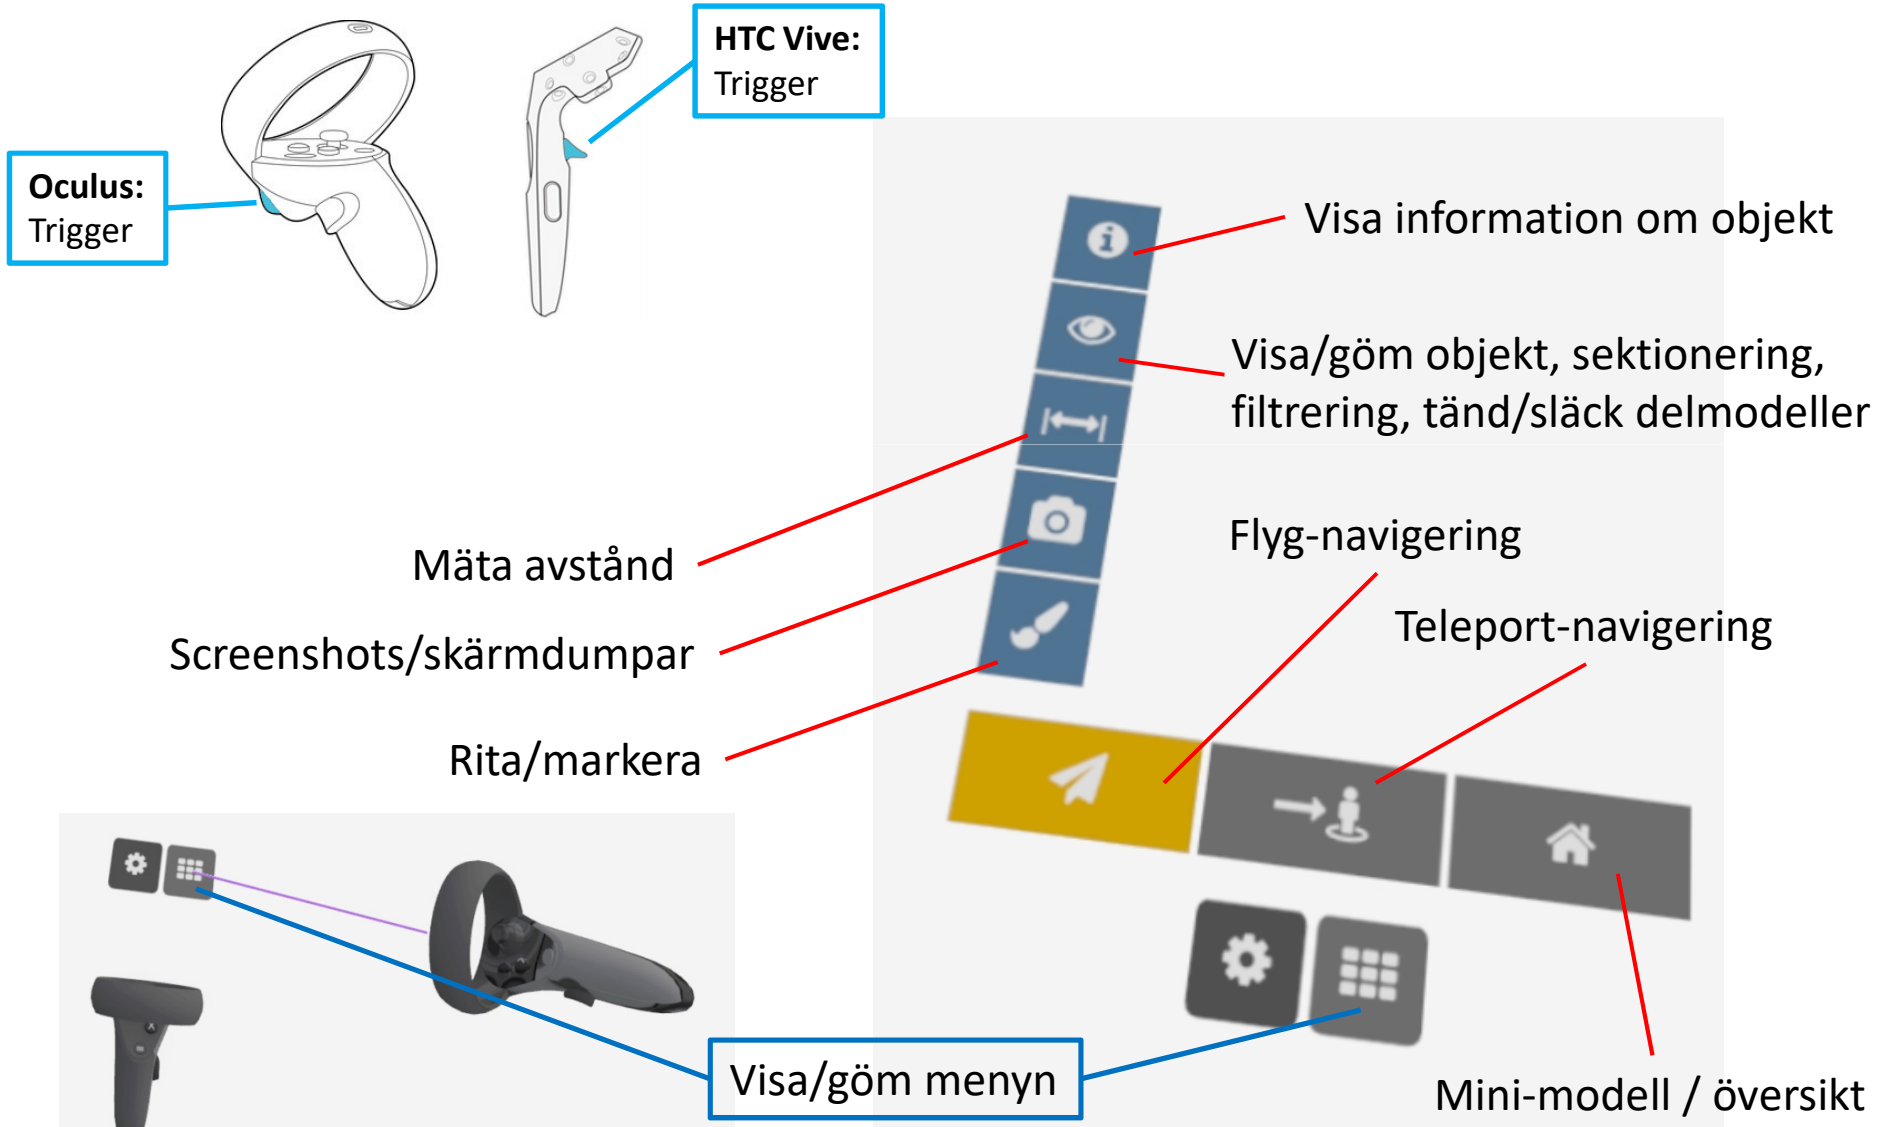 HTC Vive:
Trigger
Oculus:
Trigger
Visa information om objekt
Visa/göm objekt, sektionering,
filtrering, tänd/släck delmodeller
Mäta avstånd
Flyg-navigering
Screenshots/skärmdumpar
Teleport-navigering
Rita/markera
Visa/göm menyn
Mini-modell / översikt